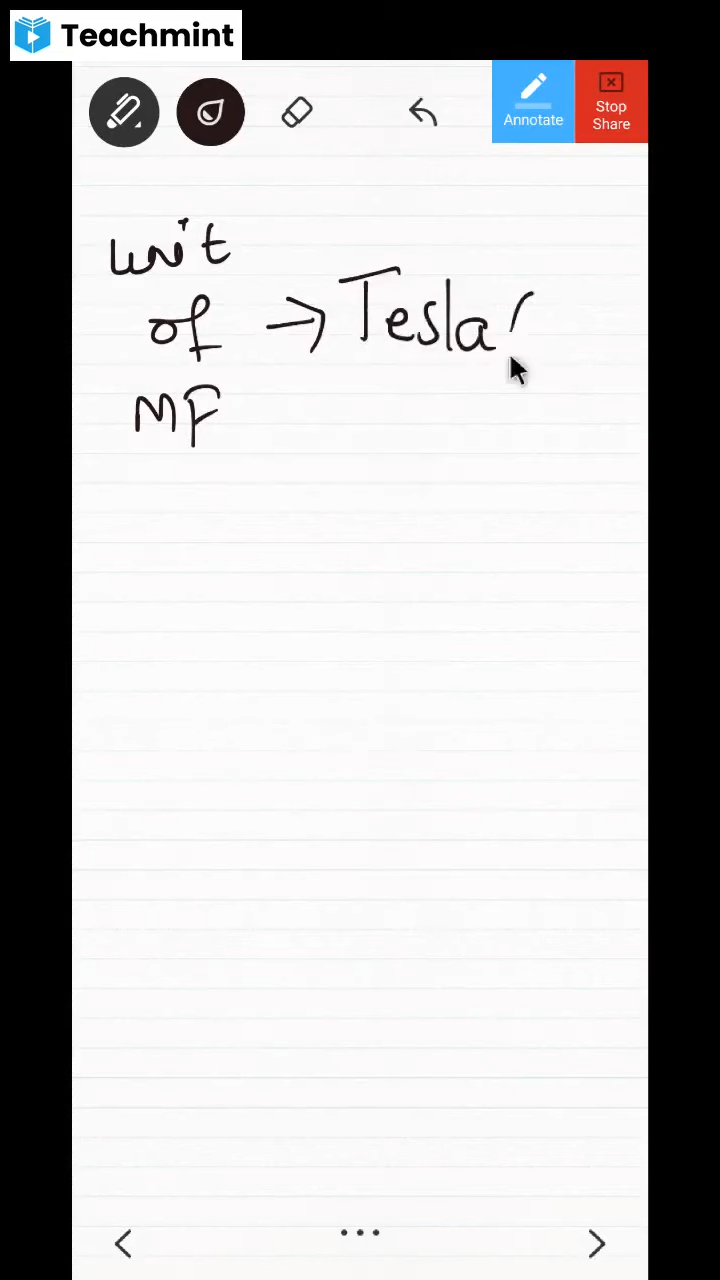 Teachmint
Annotate
Stop
Share
unit
of → Tesla(
MF